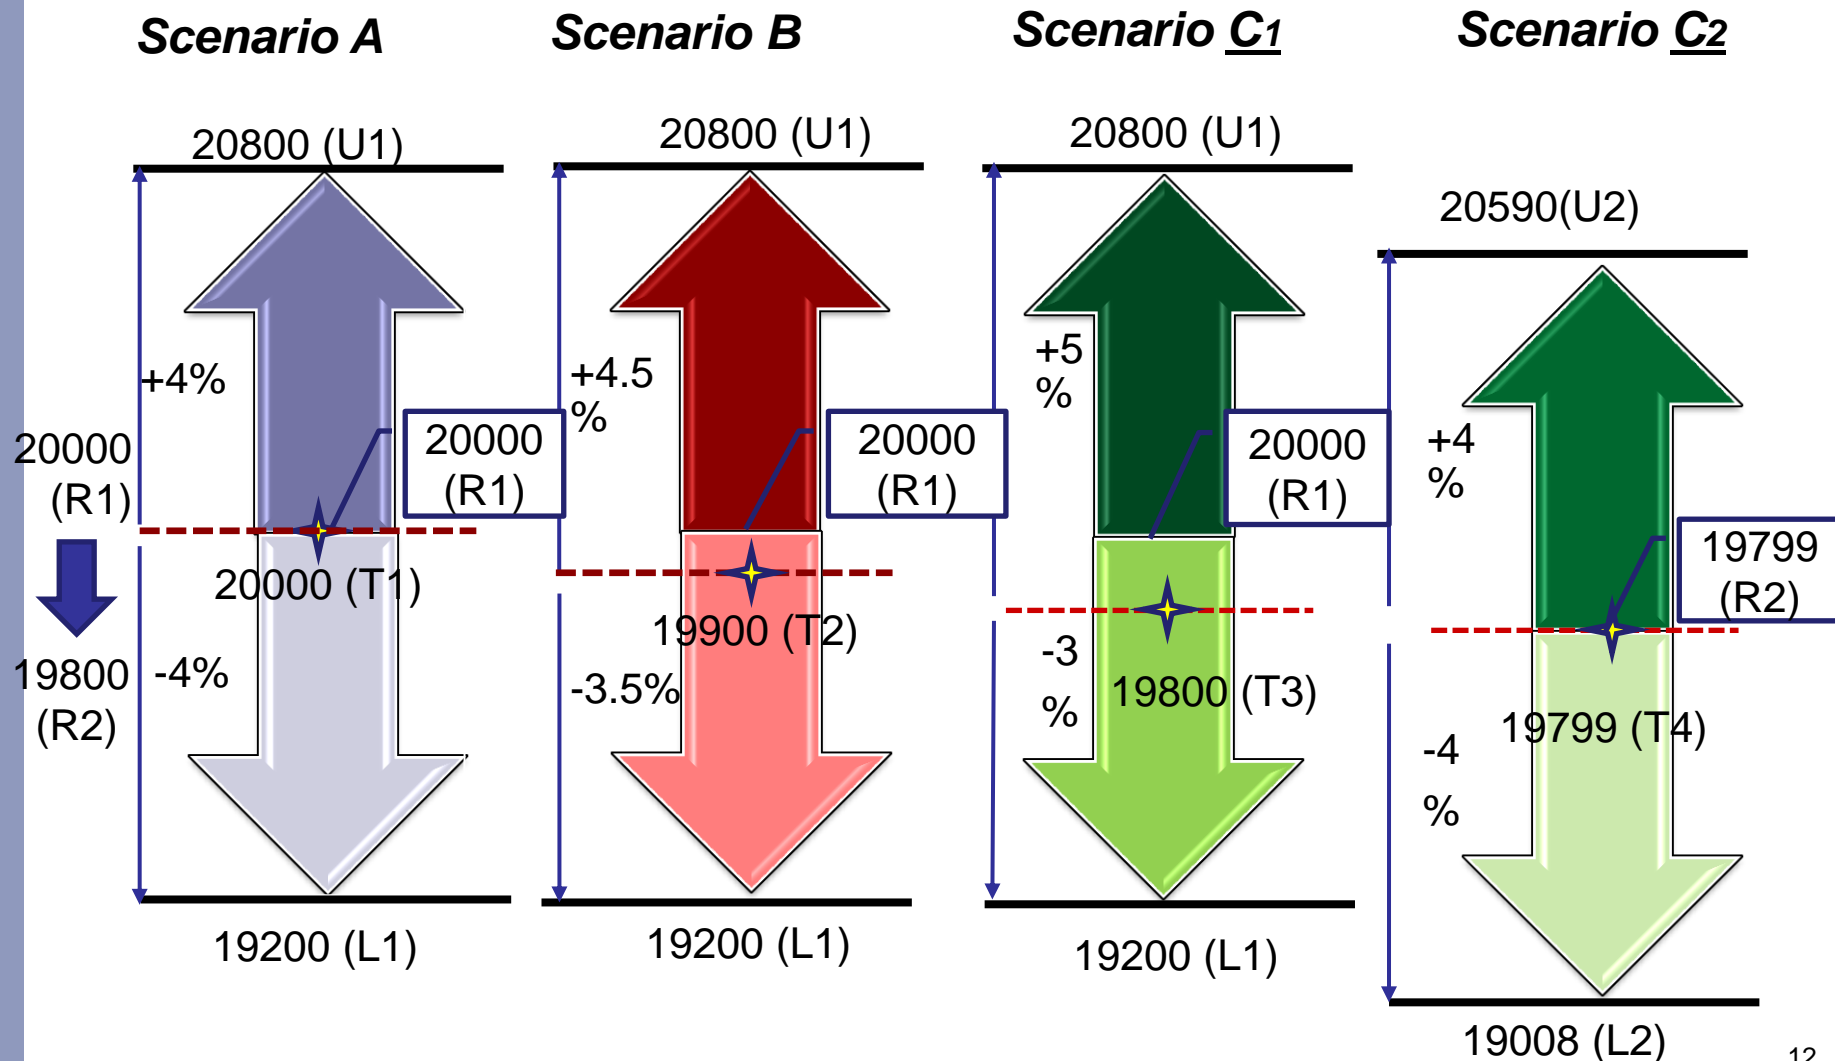 Scenario A
Scenario B
Scenario C1
Scenario C2
20800 (U1)
20800 (U1)
20800 (U1)
20590(U2)
+4%
+4.5
%
+5
%
+4
%
20000
(R1)
20000
(R1)
20000
(R1)
20000
(R1)
19799
(R2)
20000 (T1)
19900 (T2)
19800 (T3)
19799 (T4)
19800
(R2)
-4%
-3.5%
-3
%
-4
%
19200 (L1)
19200 (L1)
19200 (L1)
19008 (L2)
12